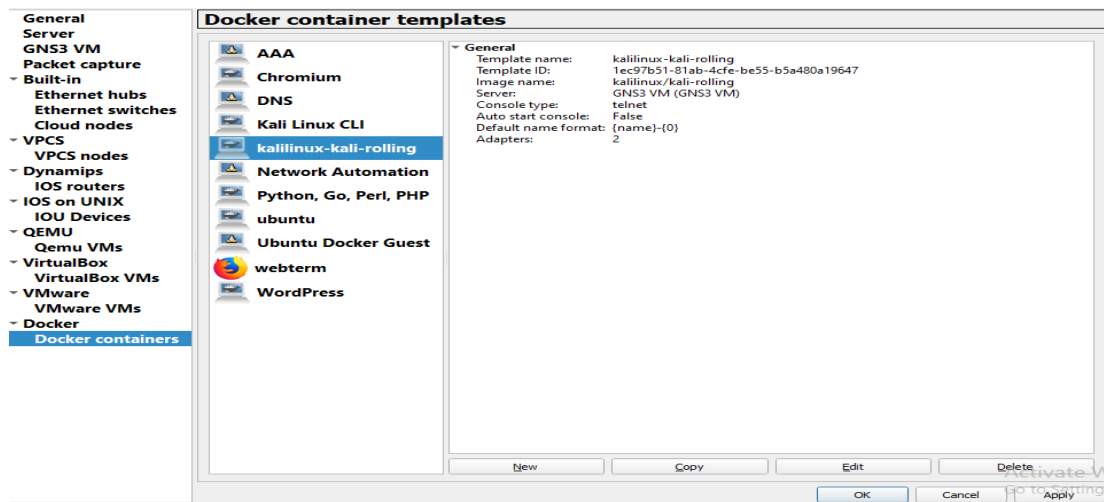 General
Server
GNS3 VM
Packet capture
Built-in
Ethernet hubs
Ethernet switches
Cloud nodes
VPCS
VPCS nodes
Dynamips
IOS routers
IOS on UNIX
IOU Devices
QEMU
Qemu VMs
VirtualBox
VirtualBox VMs
VMware
VMware VMs
Docker
Docker containers
Docker container templates
AAA
Chromium
DNS
Kali Linux CLI
kalilinux-kali-rolling
Network Automation
Python, Go, Perl, PHP
ubuntu
Ubuntu Docker Guest
webterm
WordPress
General
Template name: kalilinux-kali-rolling
Template ID: 1ec97b51-81ab-4cfe-be55-b5a480a19647
Image name: kalilinux/kali-rolling
Server: GNS3 VM (GNS3 VM)
Console type: telnet
Auto start console: False
Default name format: {name}-{0}
Adapters: 2
New Copy Edit Delete
Activate W
Go to Setting
OK Cancel Apply